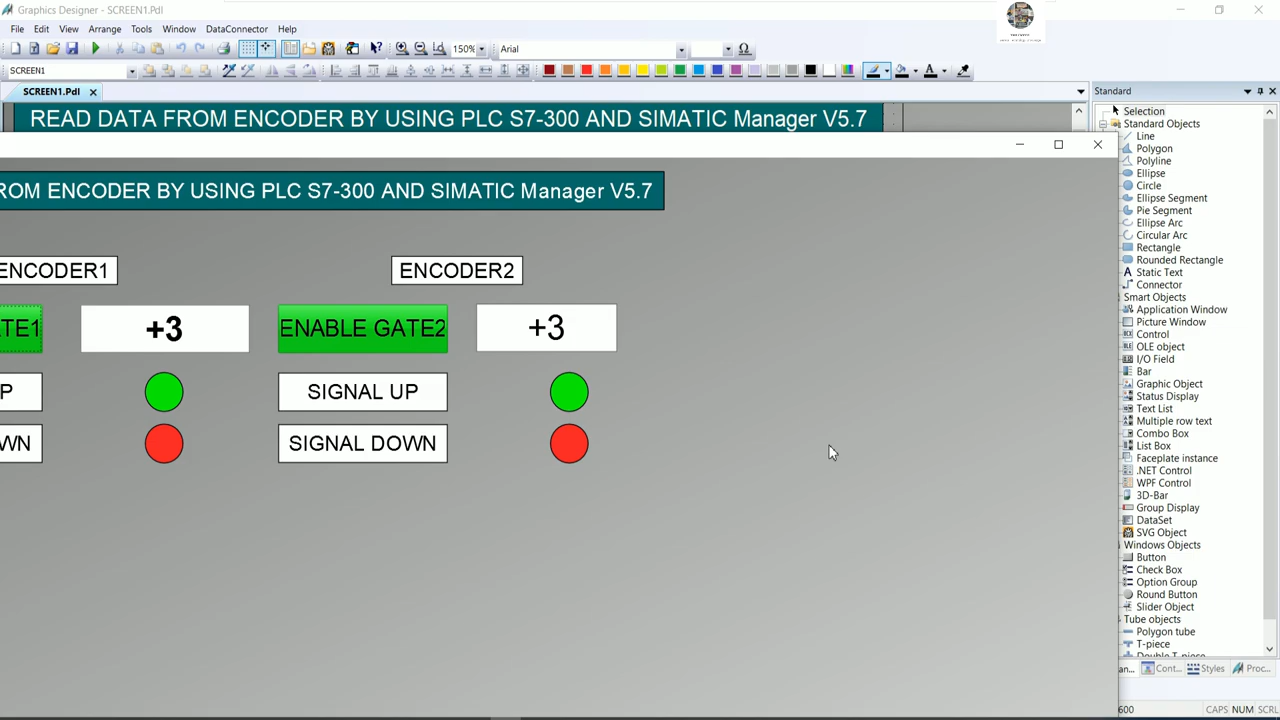 Graphics Designer - SCREEN1.Pdl
File Edit View Arrange Tools Window DataConnector Help
150% Arial
SCREEN1
SCREEN1.Pdl
Standard
READ DATA FROM ENCODER BY USING PLC S7-300 AND SIMATIC Manager V5.7
ROM ENCODER BY USING PLC S7-300 AND SIMATIC Manager V5.7
ENCODER1
ENCODER2
ATE1
+3
ENABLE GATE2
+3
P
SIGNAL UP
WN
SIGNAL DOWN
Selection
Standard Objects
Line
Polygon
Polyline
Ellipse
Circle
Ellipse Segment
Pie Segment
Ellipse Arc
Circular Arc
Rectangle
Rounded Rectangle
Static Text
Connector
Smart Objects
Application Window
Picture Window
Control
OLE object
I/O Field
Bar
Graphic Object
Status Display
Text List
Multiple row text
Combo Box
List Box
Faceplate instance
.NET Control
WPF Control
3D-Bar
Group Display
DataSet
SVG Object
Windows Objects
Button
Check Box
Option Group
Round Button
Slider Object
Tube objects
Polygon tube
T-piece
Double T-piece
an... Cont... Styles Proc...
600 CAPS NUM SCRL